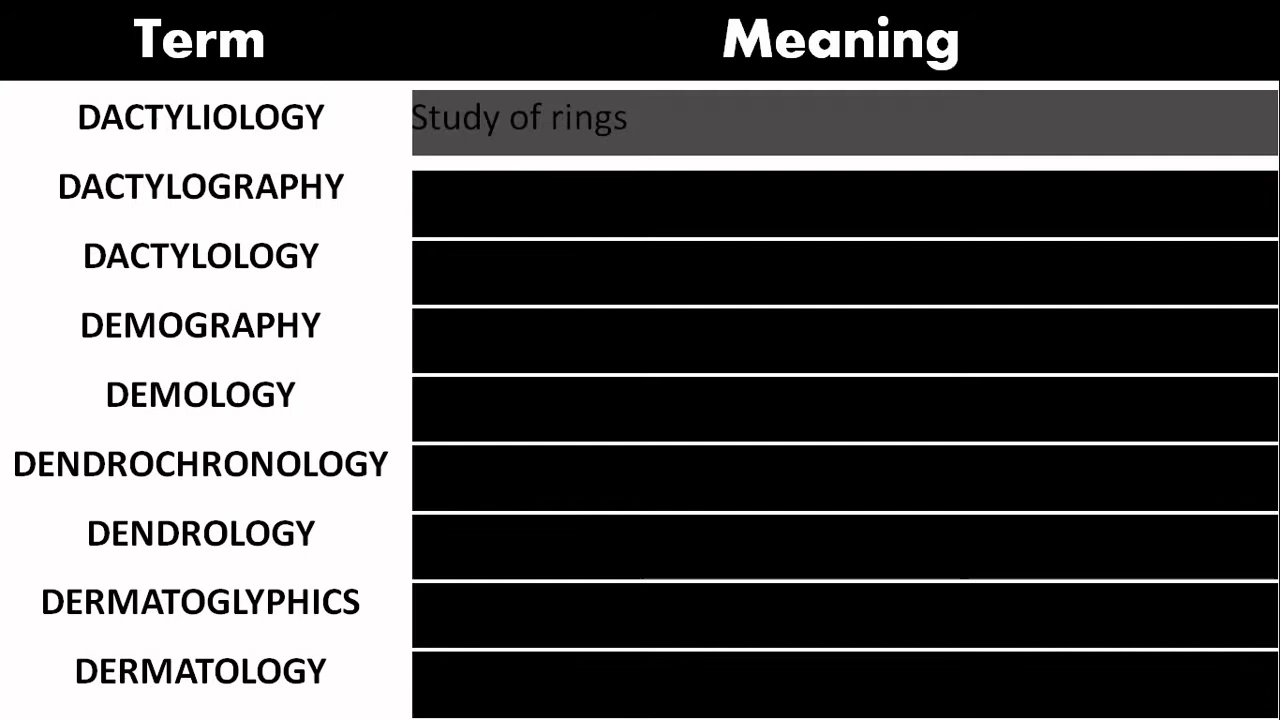 Term Meaning
DACTYLIOLOGY Study of rings
DACTYLOGRAPHY
DACTYLOLOGY
DEMOGRAPHY
DEMOLOGY
DENDROCHRONOLOGY
DENDROLOGY
DERMATOGLYPHICS
DERMATOLOGY